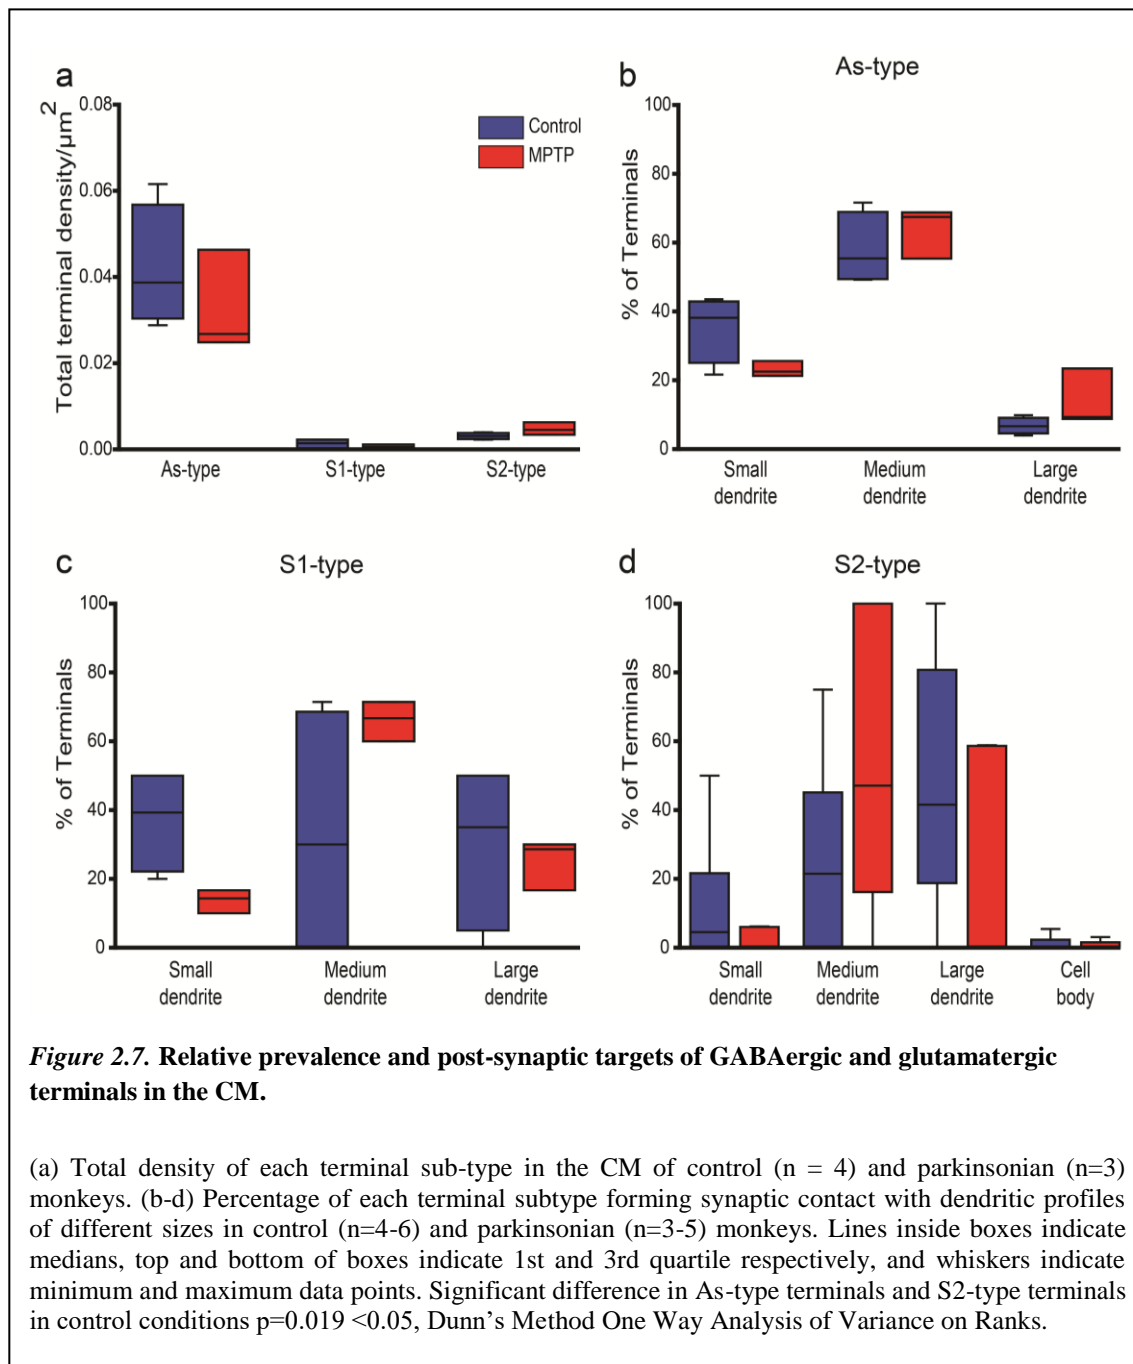 a
Total terminal density/µm2
0.08
0.06
0.04
0.02
0.00
Control
MPTP
As-type
S1-type
S2-type
b
As-type
% of Terminals
100
80
60
40
20
0
Small
dendrite
Medium
dendrite
Large
dendrite
c
S1-type
% of Terminals
100
80
60
40
20
0
Small
dendrite
Medium
dendrite
Large
dendrite
d
S2-type
% of Terminals
100
80
60
40
20
0
Small
dendrite
Medium
dendrite
Large
dendrite
Cell
body
Figure 2.7. Relative prevalence and post-synaptic targets of GABAergic and glutamatergic
terminals in the CM.
(a) Total density of each terminal sub-type in the CM of control (n = 4) and parkinsonian (n=3)
monkeys. (b-d) Percentage of each terminal subtype forming synaptic contact with dendritic profiles
of different sizes in control (n=4-6) and parkinsonian (n=3-5) monkeys. Lines inside boxes indicate
medians, top and bottom of boxes indicate 1st and 3rd quartile respectively, and whiskers indicate
minimum and maximum data points. Significant difference in As-type terminals and S2-type terminals
in control conditions p=0.019 <0.05, Dunn's Method One Way Analysis of Variance on Ranks.